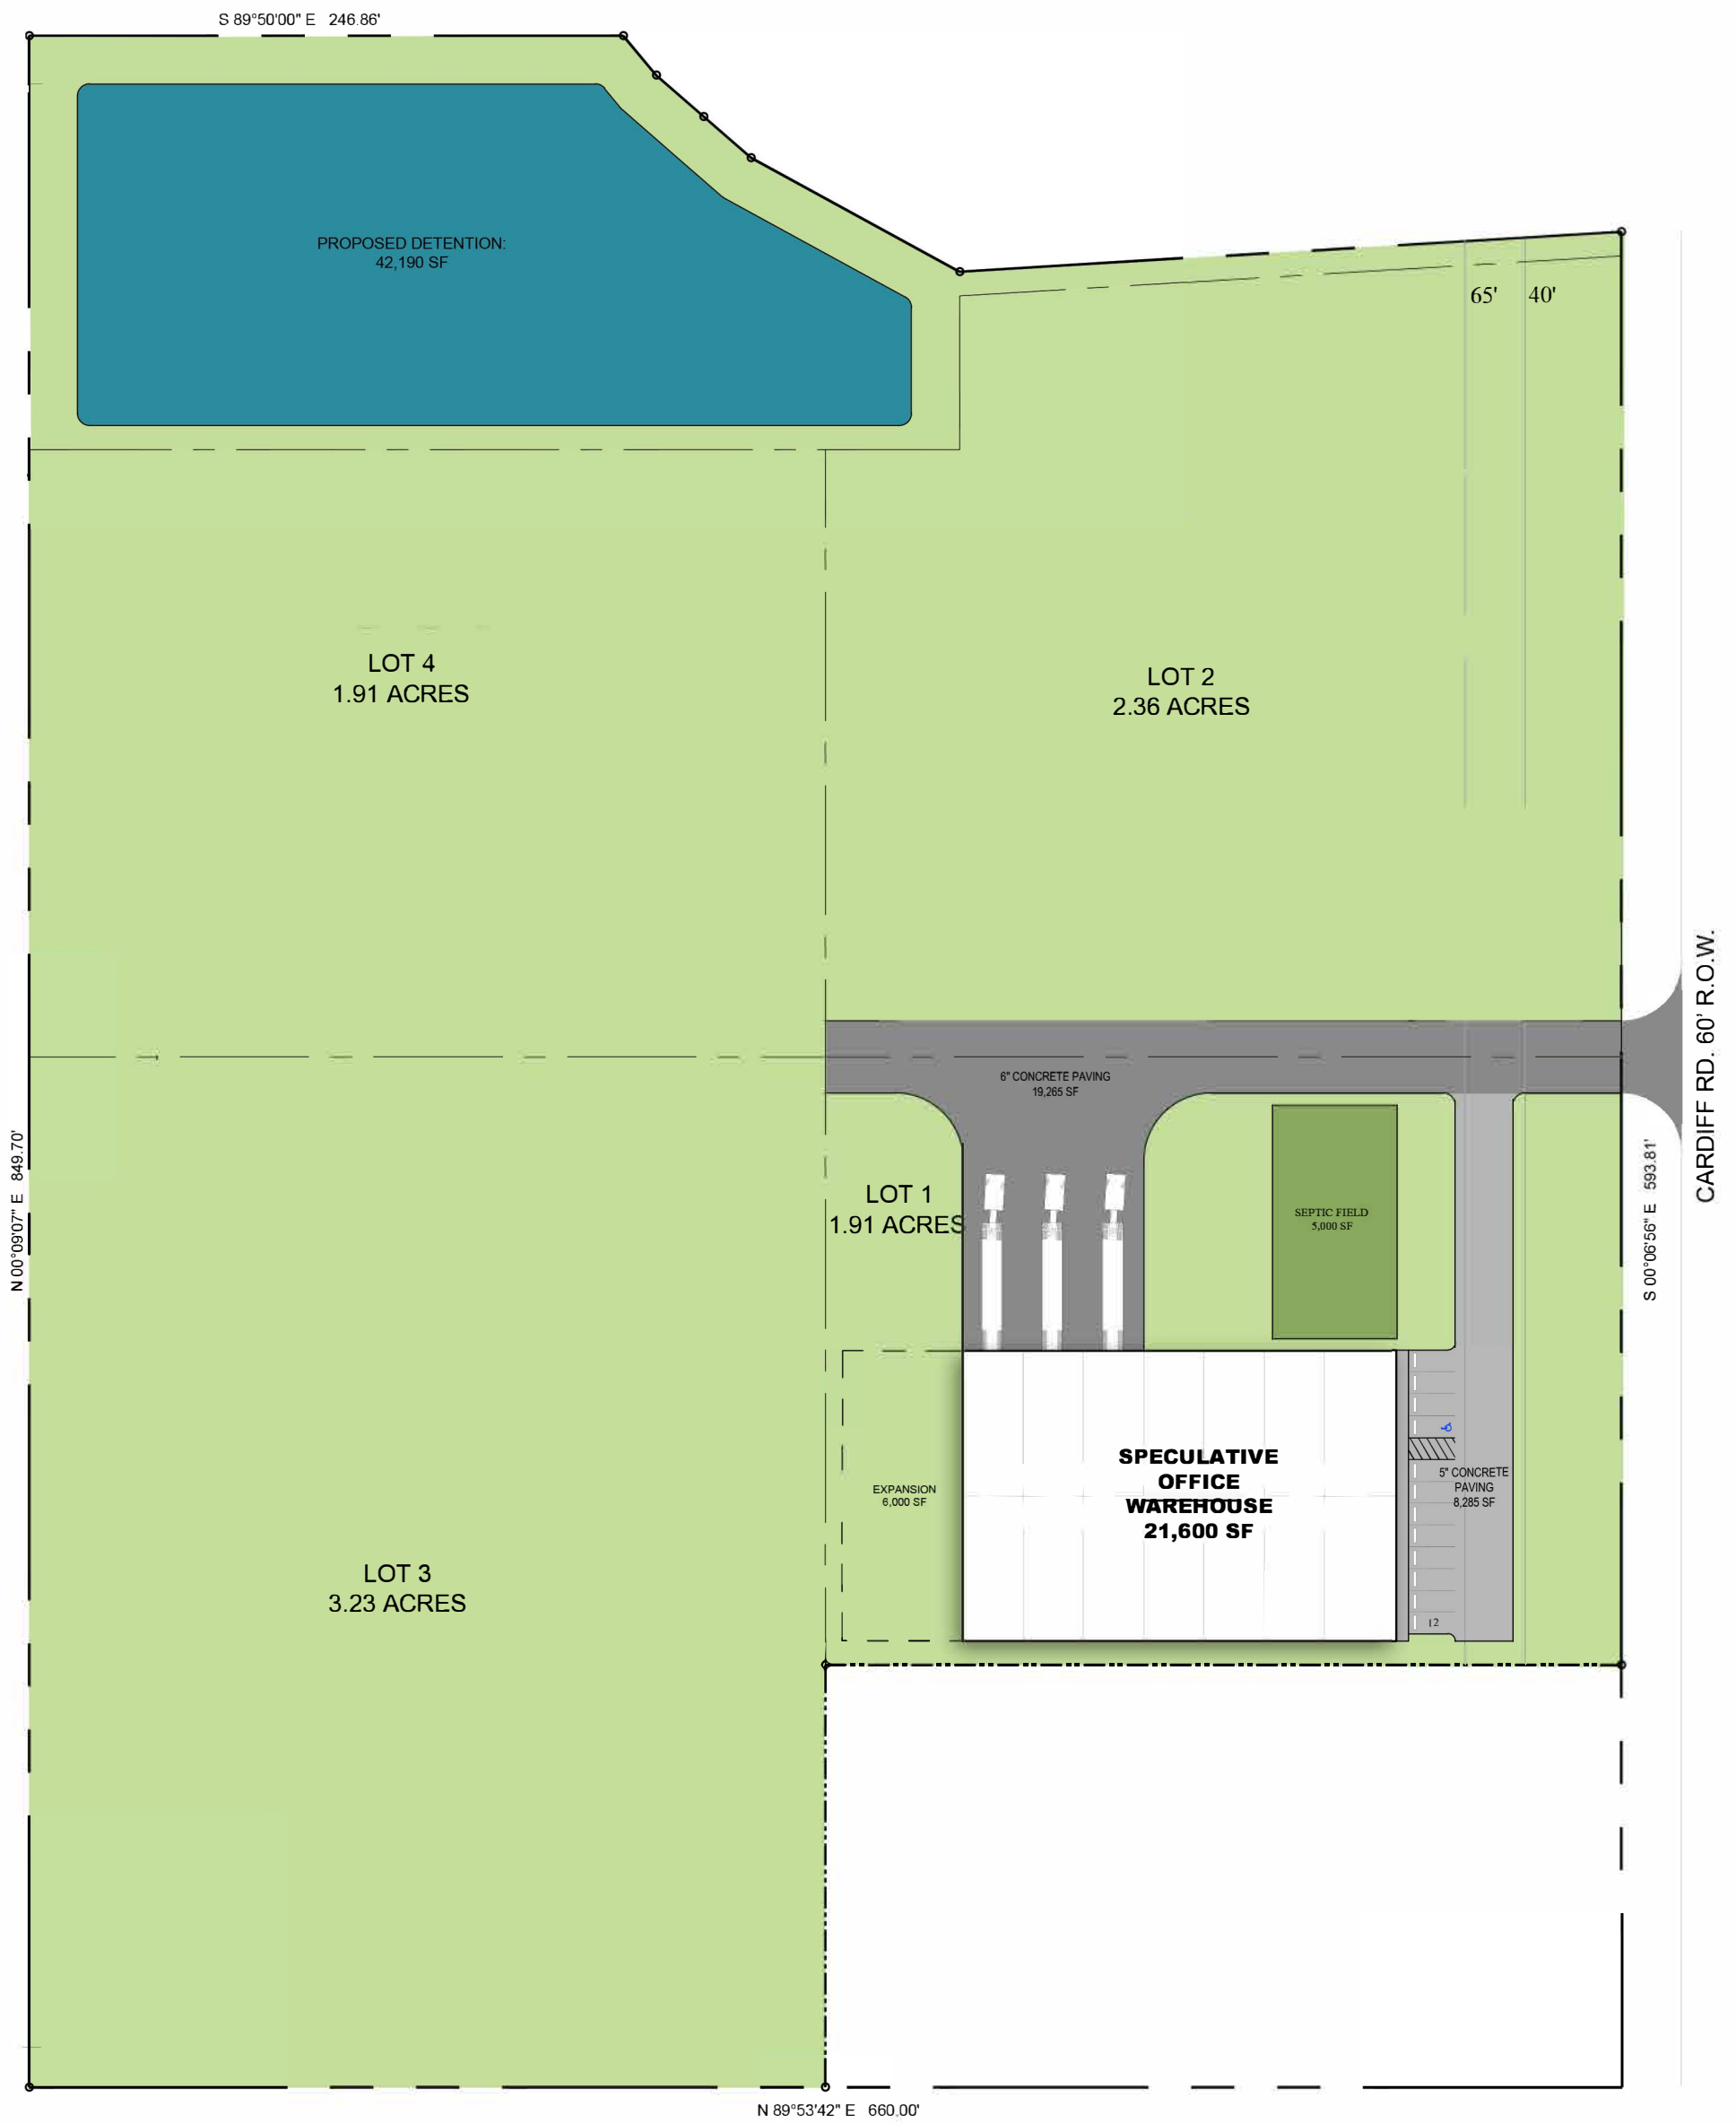 S 89°50'00" E 246.86'
PROPOSED DETENTION:
42,190 SF
65' 40'
LOT 4
1.91 ACRES
LOT 2
2.36 ACRES
CARDIFF RD. 60' R.O.W.
6" CONCRETE PAVING
19,265 SF
N 00°09'07" E 849.70'
S 00°06'56" E 593.81'
LOT 1
1.91 ACRES
SEPTIC FIELD
5,000 SF
SPECULATIVE
OFFICE
WAREHOUSE
21,600 SF
EXPANSION
6,000 SF
5" CONCRETE
PAVING
8,285 SF
LOT 3
3.23 ACRES
12
N 89°53'42" E 660.00'